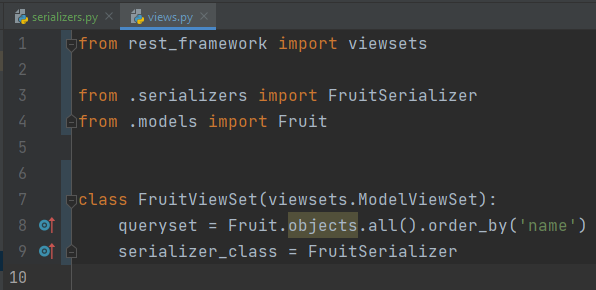 serializers.py views.py
1 from rest_framework import viewsets
2
3 from .serializers import FruitSerializer
4 from .models import Fruit
5
6
7 class FruitViewSet(viewsets.ModelViewSet):
8     queryset = Fruit.objects.all().order_by('name')
9     serializer_class = FruitSerializer
10